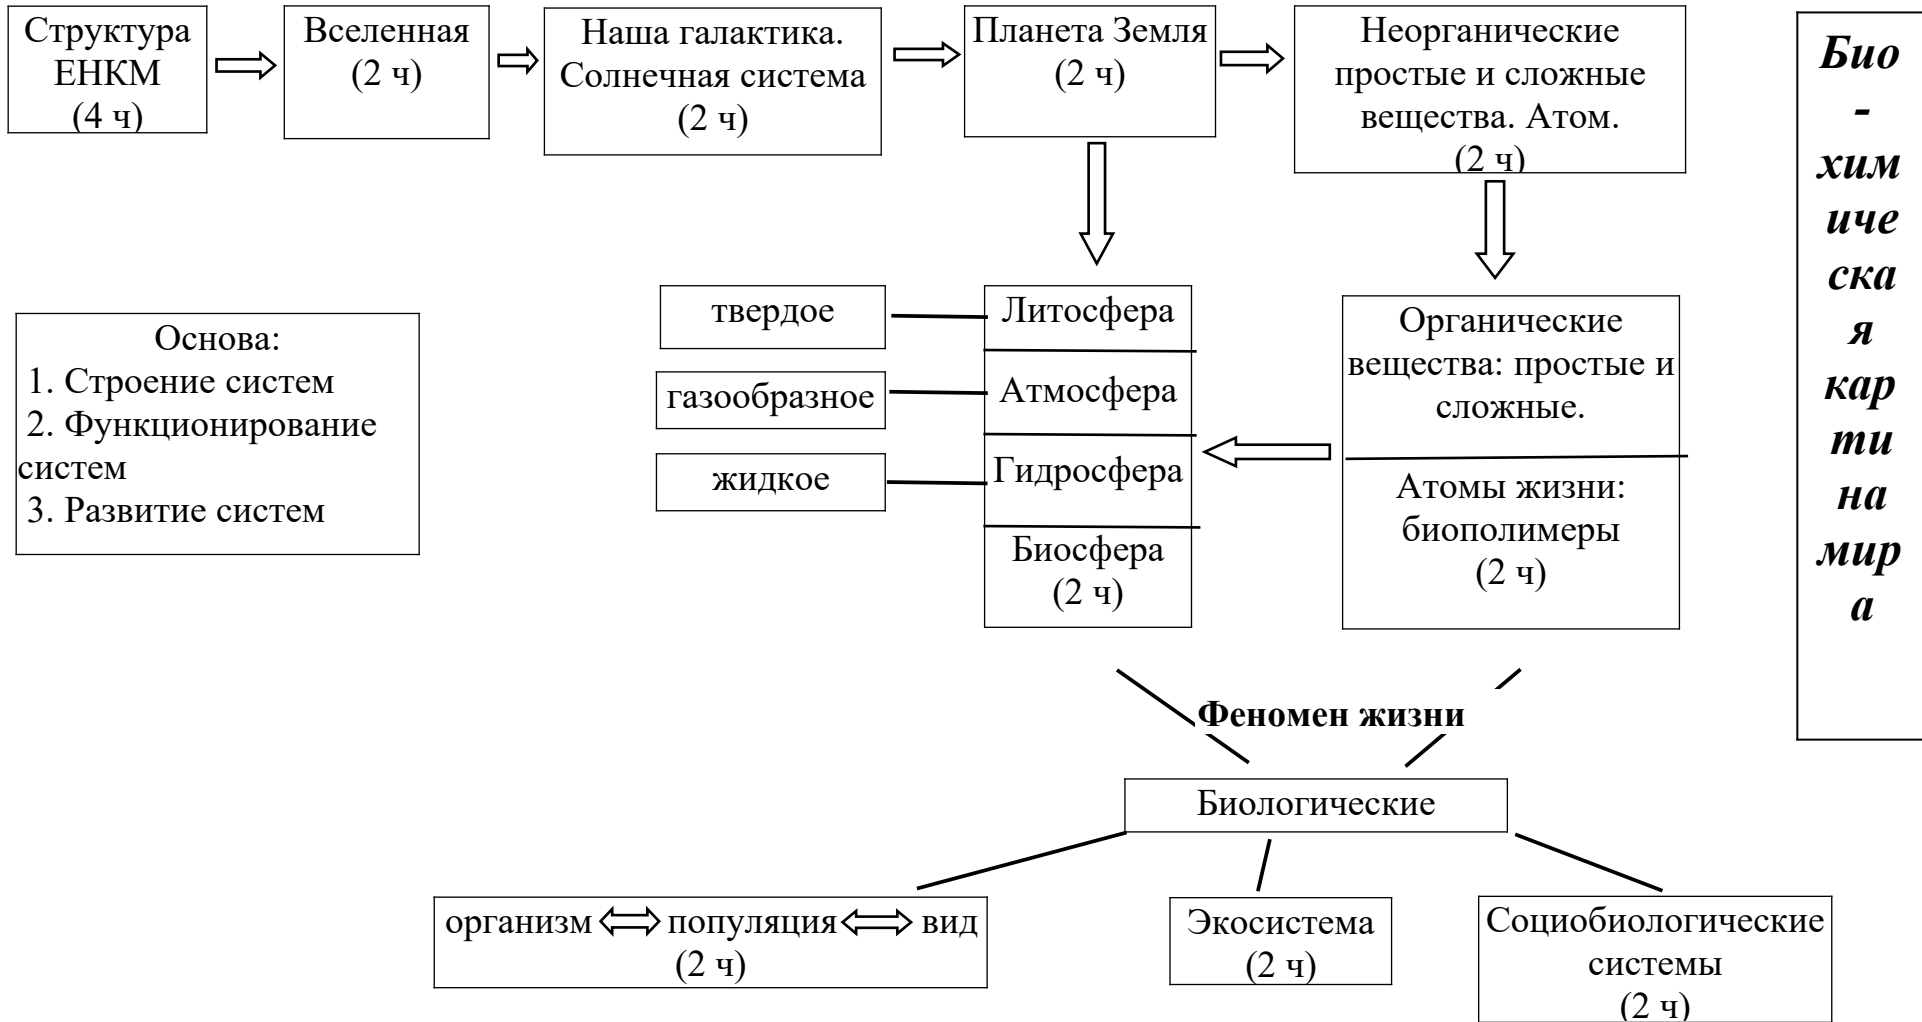 Структура
ЕНКМ
(4 ч)
Вселенная
(2 ч)
Наша галактика.
Солнечная система
(2 ч)
Планета Земля
(2 ч)
Неорганические
простые и сложные
вещества. Атом.
(2 ч)
Био
-
хим
иче
ска
я
кар
ти
на
мир
а
Основа:
1. Строение систем
2. Функционирование
систем
3. Развитие систем
твердое
газообразное
жидкое
Литосфера
Атмосфера
Гидросфера
Биосфера
(2 ч)
Органические
вещества: простые и
сложные.
Атомы жизни:
биополимеры
(2 ч)
Феномен жизни
Биологические
организм популяция вид
(2 ч)
Экосистема
(2 ч)
Социобиологические
системы
(2 ч)